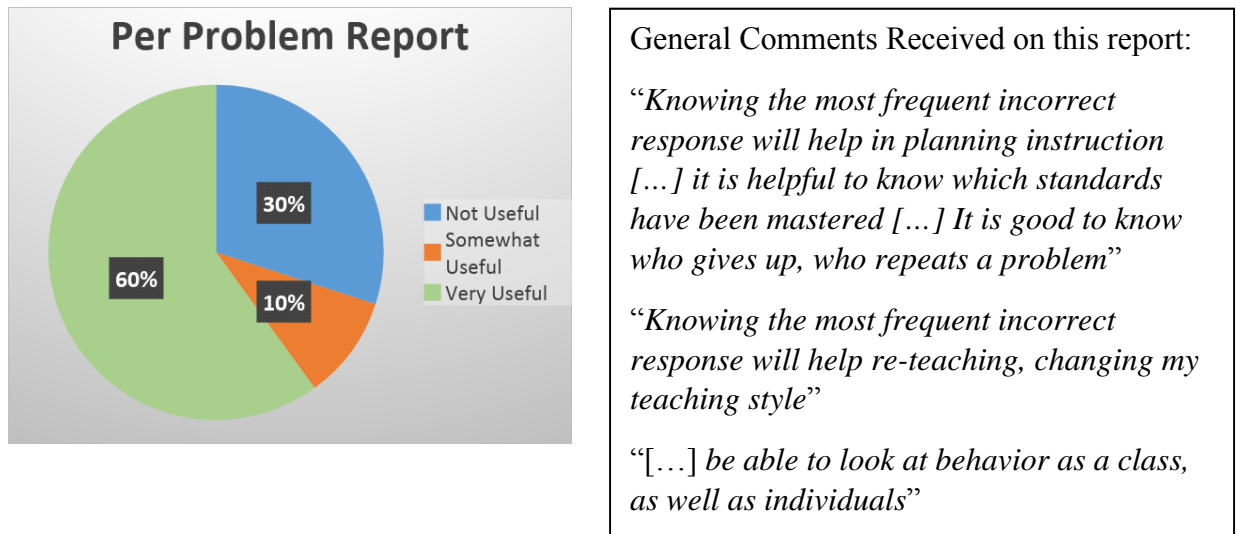 Per Problem Report
30%
60%
10%
Not Useful
Somewhat
Useful
Very Useful
General Comments Received on this report:
“Knowing the most frequent incorrect
response will help in planning instruction
[…] it is helpful to know which standards
have been mastered […] It is good to know
who gives up, who repeats a problem”
“Knowing the most frequent incorrect
response will help re-teaching, changing my
teaching style”
“[…] be able to look at behavior as a class,
as well as individuals”